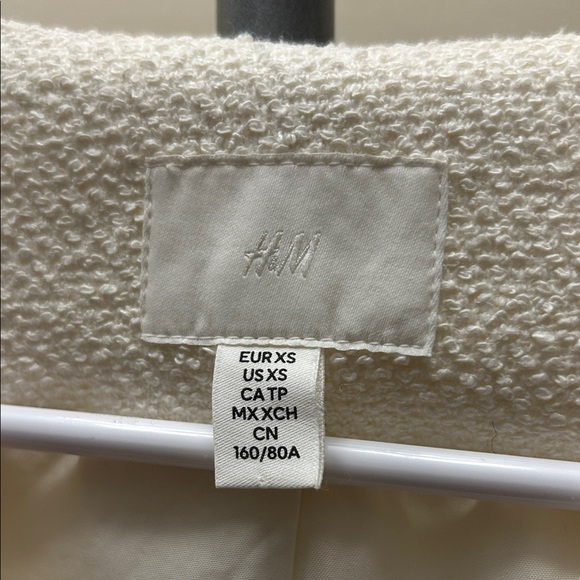 H&M
EUR XS
US XS
CA TP
MX XCH
CN
160/80A